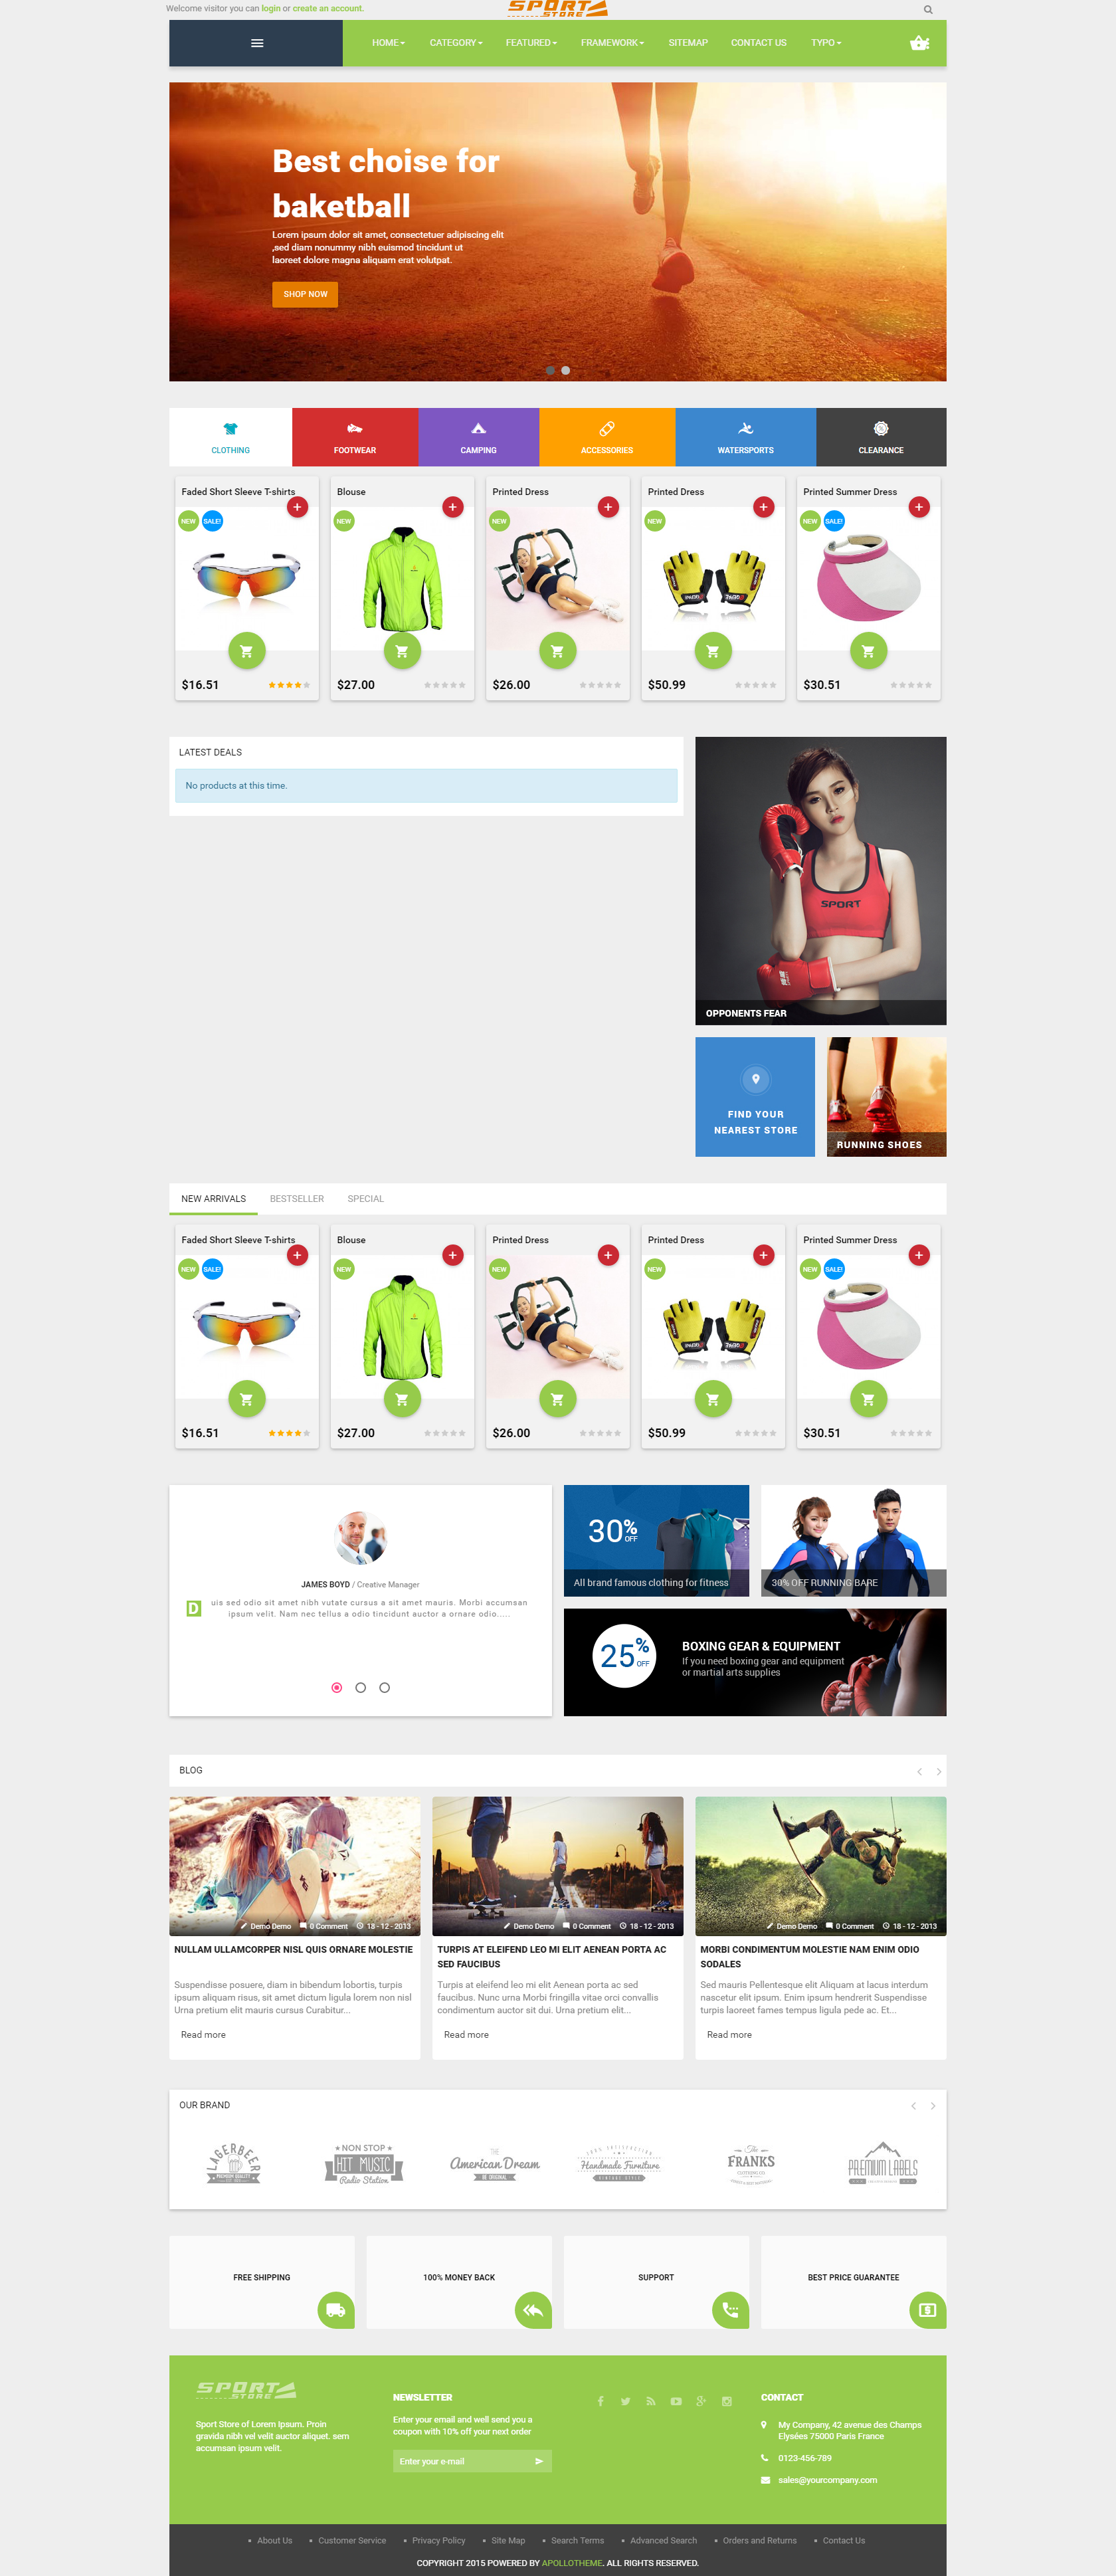 Welcome visitor you can login or create an account.
SPORT
STORE
HOME
CATEGORY
FEATURED
FRAMEWORK
SITEMAP
CONTACT US
TYPO
Best choise for
baketball
Lorem ipsum dolor sit amet, consectetuer adipiscing elit
,sed diam nonummy nibh euismod tincidunt ut
laoreet dolore magna aliquam erat volutpat.
SHOP NOW
CLOTHING
FOOTWEAR
CAMPING
ACCESSORIES
WATERSPORTS
CLEARANCE
Faded Short Sleeve T-shirts
NEW
SALE!
$16.51
Blouse
NEW
$27.00
Printed Dress
NEW
$26.00
Printed Dress
NEW
$50.99
Printed Summer Dress
NEW
SALE!
$30.51
LATEST DEALS
No products at this time.
SPORT
OPPONENTS FEAR
FIND YOUR
NEAREST STORE
RUNNING SHOES
NEW ARRIVALS
BESTSELLER
SPECIAL
Faded Short Sleeve T-shirts
NEW
SALE!
$16.51
Blouse
NEW
$27.00
Printed Dress
NEW
$26.00
Printed Dress
NEW
$50.99
Printed Summer Dress
NEW
SALE!
$30.51
JAMES BOYD / Creative Manager
D uis sed odio sit amet nibh vutate cursus a sit amet mauris. Morbi accumsan
ipsum velit. Nam nec tellus a odio tincidunt auctor a ornare odio.....
30% OFF
All brand famous clothing for fitness
30% OFF RUNNING BARE
25% OFF
BOXING GEAR & EQUIPMENT
If you need boxing gear and equipment
or martial arts supplies
BLOG
Demo Demo 0 Comment 18 - 12 - 2013
NULLAM ULLAMCORPER NISL QUIS ORNARE MOLESTIE
Suspendisse posuere, diam in bibendum lobortis, turpis
ipsum aliquam risus, sit amet dictum ligula lorem non nisl
Urna pretium elit mauris cursus Curabitur...
Read more
Demo Demo 0 Comment 18 - 12 - 2013
TURPIS AT ELEIFEND LEO MI ELIT AENEAN PORTA AC
SED FAUCIBUS
Turpis at eleifend leo mi elit Aenean porta ac sed
faucibus. Nunc urna Morbi fringilla vitae orci convallis
condimentum auctor sit dui. Urna pretium elit...
Read more
Demo Demo 0 Comment 18 - 12 - 2013
MORBI CONDIMENTUM MOLESTIE NAM ENIM ODIO
SODALES
Sed mauris Pellentesque elit Aliquam at lacus interdum
nascetur elit ipsum. Enim ipsum hendrerit Suspendisse
turpis laoreet fames tempus ligula pede ac. Et...
Read more
OUR BRAND
LAGERBEER
PREMIUM QUALITY
NON STOP
HIT MUSIC
Radio Station
THE
American Dream
BE ORIGINAL
100% SATISFACTION
Handmade Furniture
VINTAGE STYLE
The
FRANKS
CLOTHING CO.
PREMIUM LABELS
FREE SHIPPING
100% MONEY BACK
SUPPORT
BEST PRICE GUARANTEE
SPORT
STORE
Sport Store of Lorem Ipsum. Proin
gravida nibh vel velit auctor aliquet. sem
accumsan ipsum velit.
NEWSLETTER
Enter your email and well send you a
coupon with 10% off your next order
Enter your e-mail
CONTACT
My Company, 42 avenue des Champs
Elysées 75000 Paris France
0123-456-789
sales@yourcompany.com
About Us
Customer Service
Privacy Policy
Site Map
Search Terms
Advanced Search
Orders and Returns
Contact Us
COPYRIGHT 2015 POWERED BY APOLLOTHEME. ALL RIGHTS RESERVED.